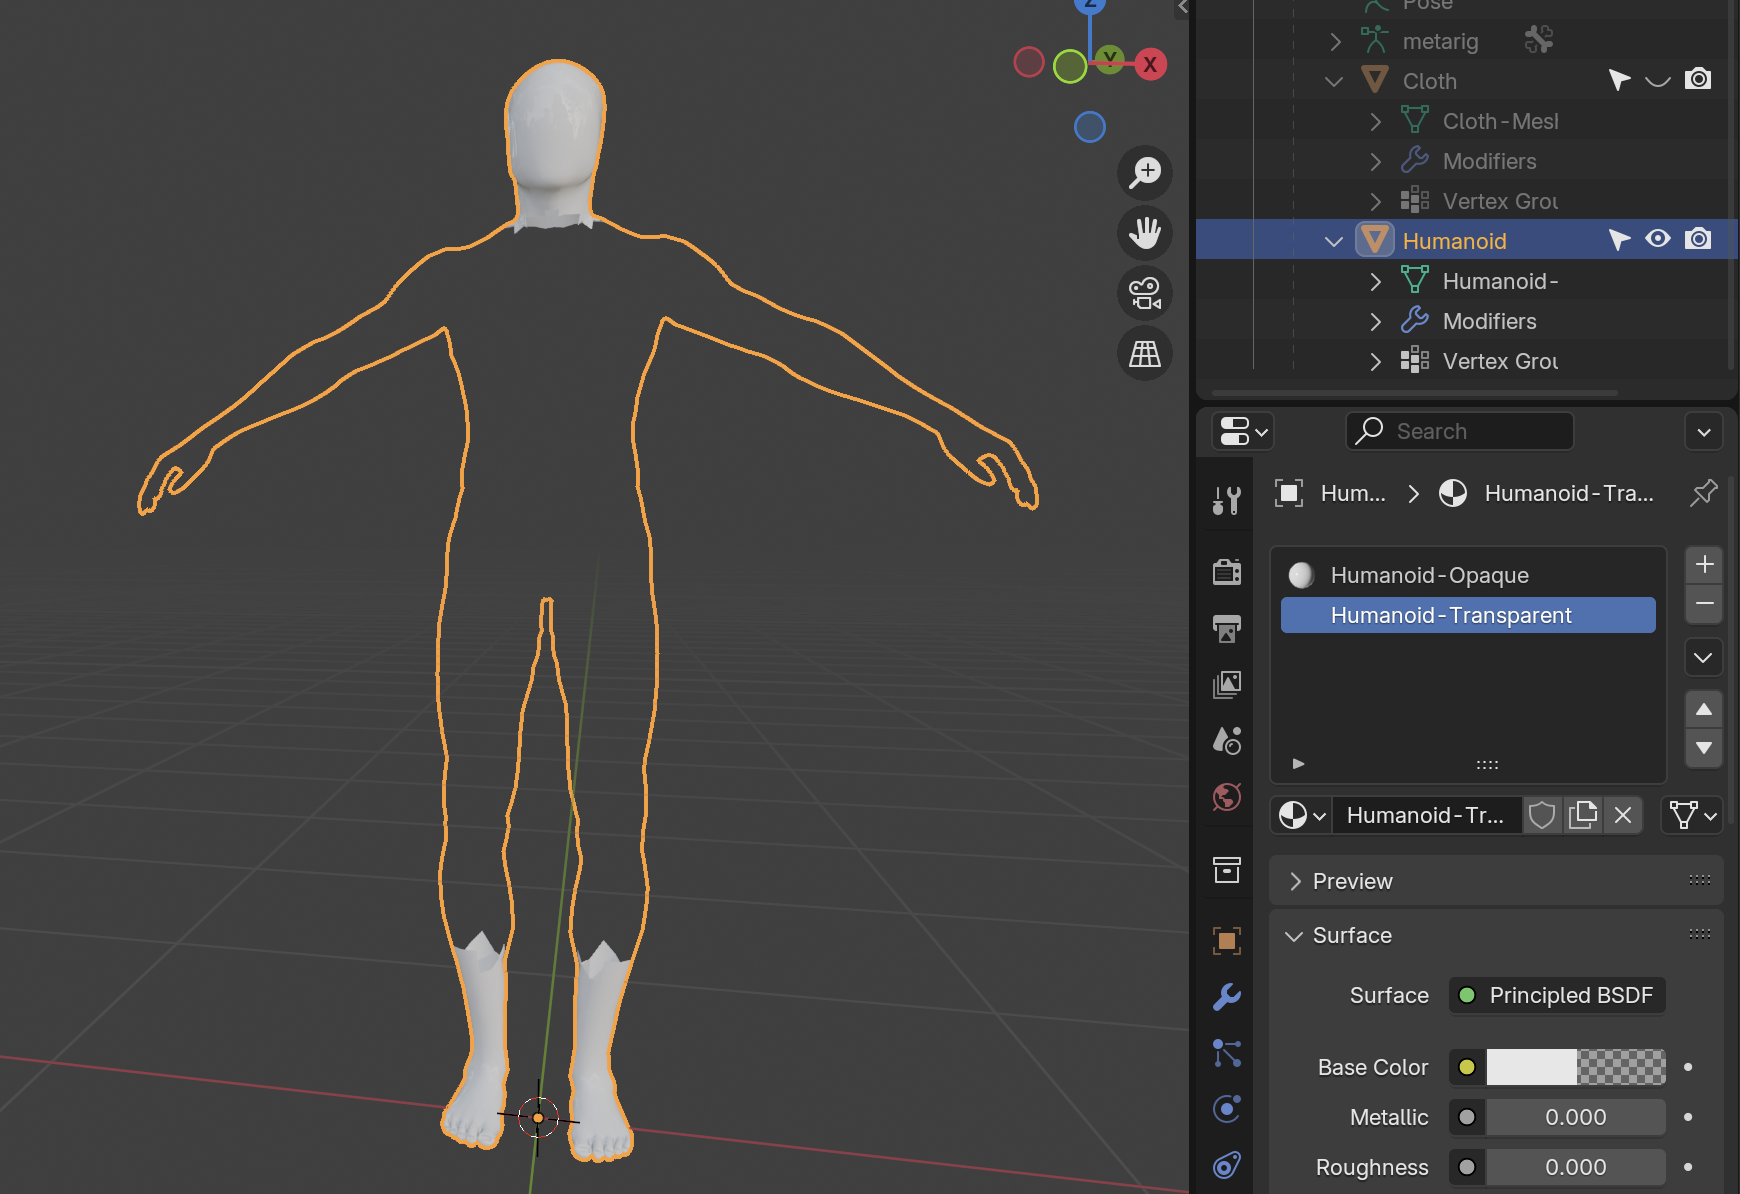 Pose
metarig
Cloth
Cloth-Mesh
Modifiers
Vertex Grou
Humanoid
Humanoid-
Modifiers
Vertex Grou
Z
Y
X
Search
Hum...
Humanoid-Tra...
Humanoid-Opaque
Humanoid-Transparent
Humanoid-Tr...
Preview
Surface
Surface
Principled BSDF
Base Color
Metallic
0.000
Roughness
0.000